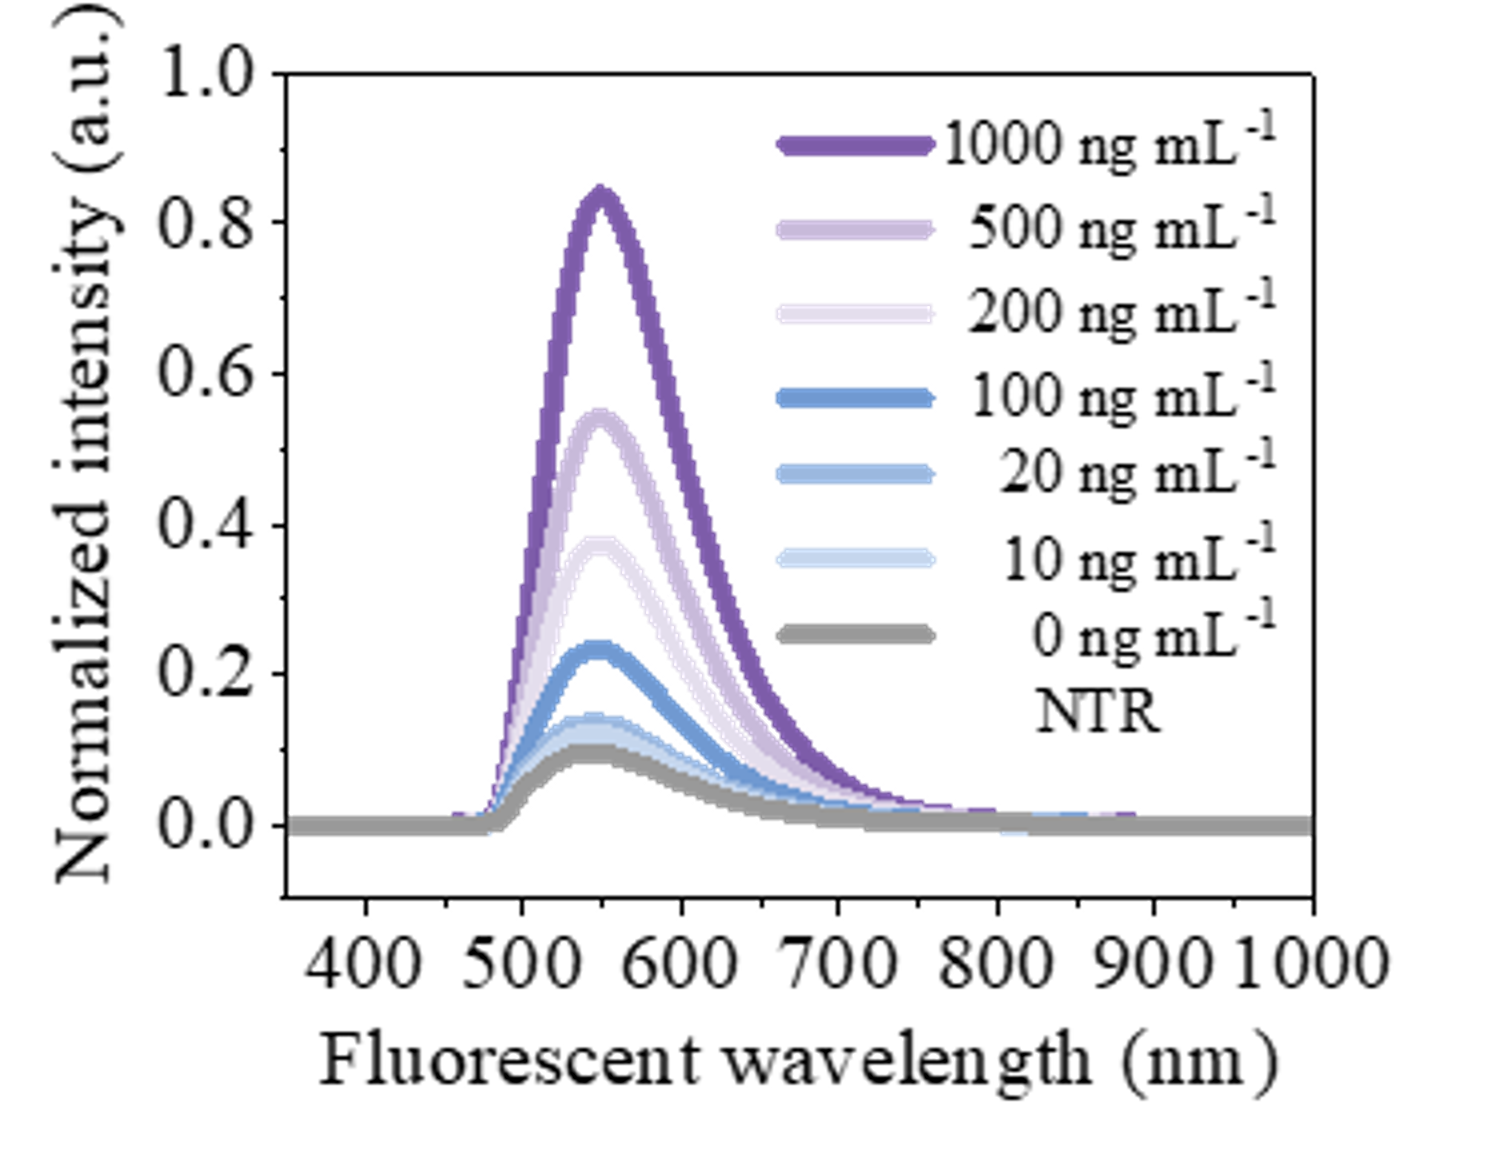 Normalized intensity (a.u.)
1.0
0.8
0.6
0.4
0.2
0.0
1000 ng mL⁻¹
500 ng mL⁻¹
200 ng mL⁻¹
100 ng mL⁻¹
20 ng mL⁻¹
10 ng mL⁻¹
0 ng mL⁻¹
NTR
400 500 600 700 800 900 1000
Fluorescent wavelength (nm)